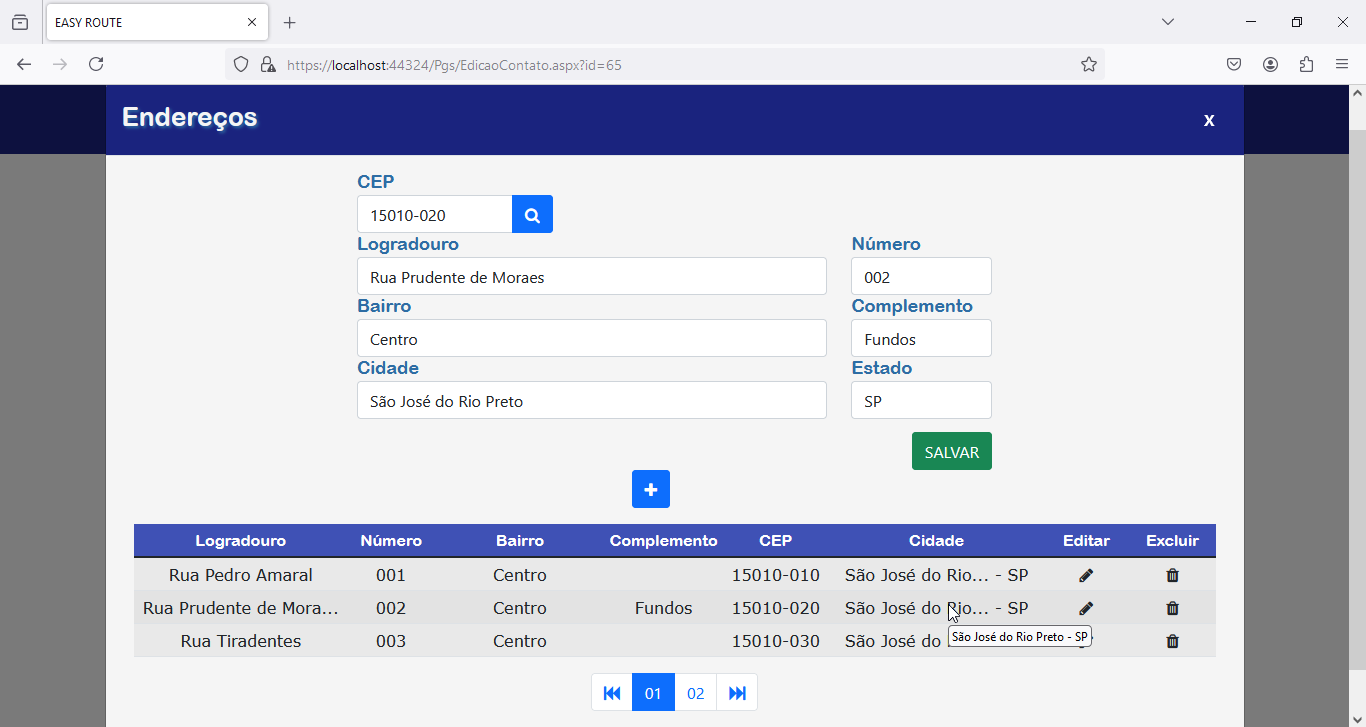 EASY ROUTE
https://localhost:44324/Pgs/EdicaoContato.aspx?id=65
Endereços X
CEP
15010-020
Logradouro Número
Rua Prudente de Moraes 002
Bairro Complemento
Centro Fundos
Cidade Estado
São José do Rio Preto SP
SALVAR
+
Logradouro Número Bairro Complemento CEP Cidade Editar Excluir
Rua Pedro Amaral 001 Centro 15010-010 São José do Rio... - SP
Rua Prudente de Mora... 002 Centro Fundos 15010-020 São José do Rio... - SP
Rua Tiradentes 003 Centro 15010-030 São José do
São José do Rio Preto - SP
01 02